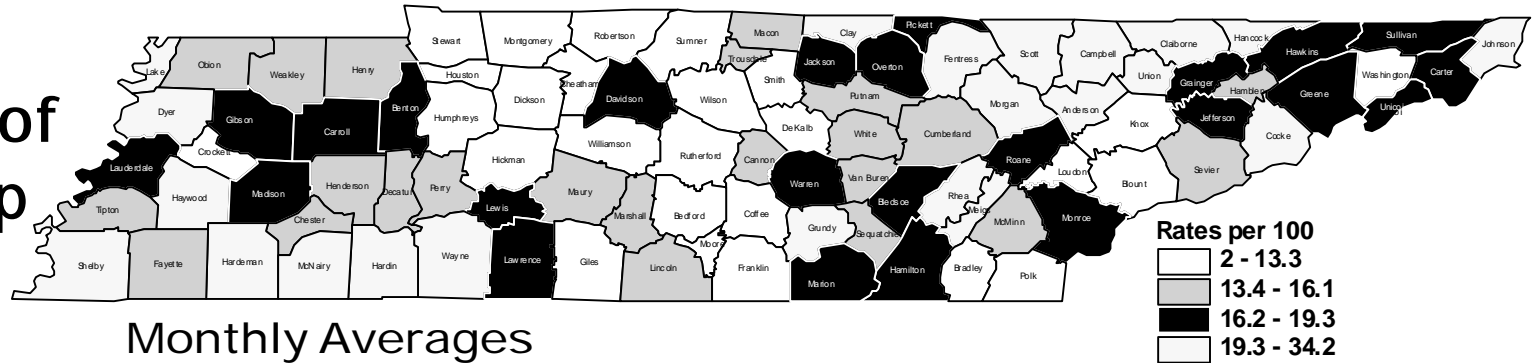 of
p
Stewart Montgomery Robertson Sumner Macon Clay Pickett Scott Campbell Claiborne Hancock Hawkins Sullivan Johnson
Lake Obion Weakley Henry Houston Cheatham Davidson Trousdale Smith Jackson Overton Fentress Union Grainger Hamblen Greene Washington Carter Unicoi
Dyer Gibson Carroll Benton Humphreys Dickson Wilson Putnam Morgan Anderson Knox Jefferson Cocke
Crockett Williamson Rutherford DeKalb White Cumberland
Lauderdale Haywood Madison Henderson Decatur Perry Hickman Maury Cannon Warren Van Buren Bledsoe Rhea Roane Loudon Blount Sevier
Tipton Chester Lewis Marshall Bedford Coffee Grundy Sequatchie Meigs McMinn Monroe
Shelby Fayette Hardeman McNairy Hardin Wayne Lawrence Giles Lincoln Moore Franklin Marion Hamilton Bradley Polk
Rates per 100
2 - 13.3
13.4 - 16.1
16.2 - 19.3
19.3 - 34.2
Monthly Averages